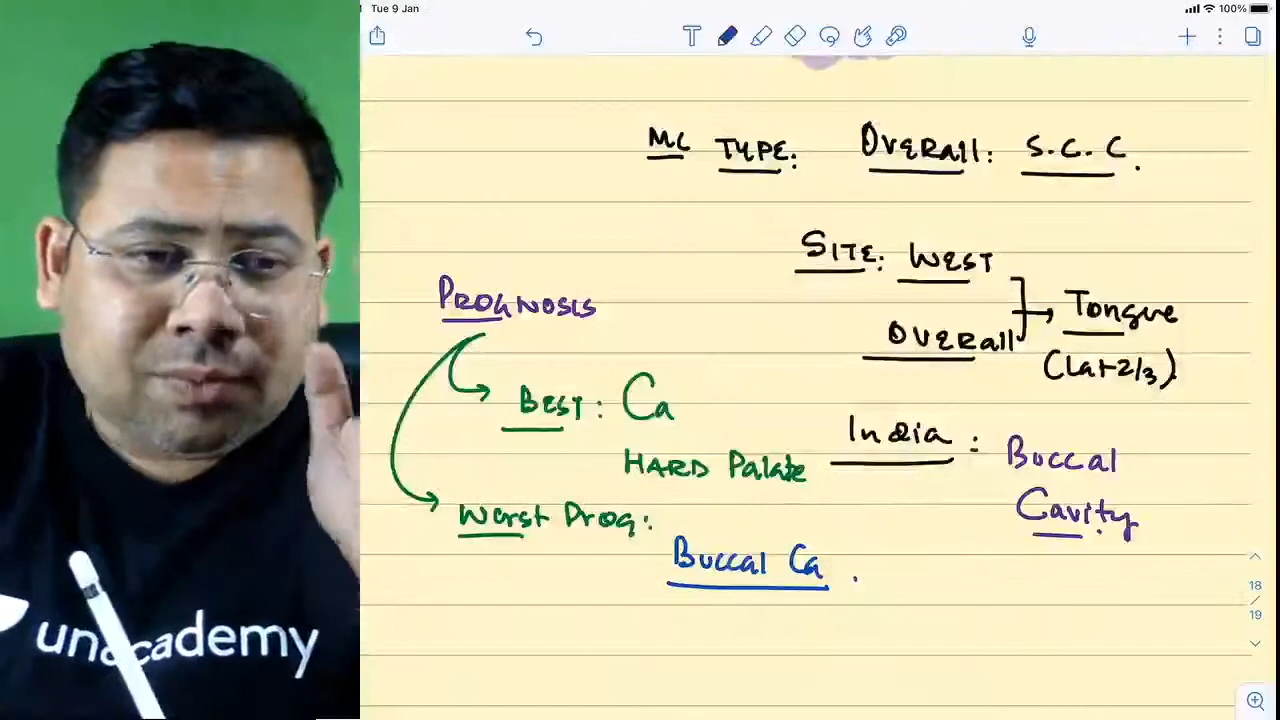 Tue 9 Jan
100%
MC TYPE: OVERAll: S.C.C.
SITE: WEST
OVERall
Tongue
(Lat 2/3)
PROGNOSIS
BEST: Ca
HARD Palate
India :
Buccal
Cavity
Worst Prog:
Buccal Ca.
18
19
unacademy